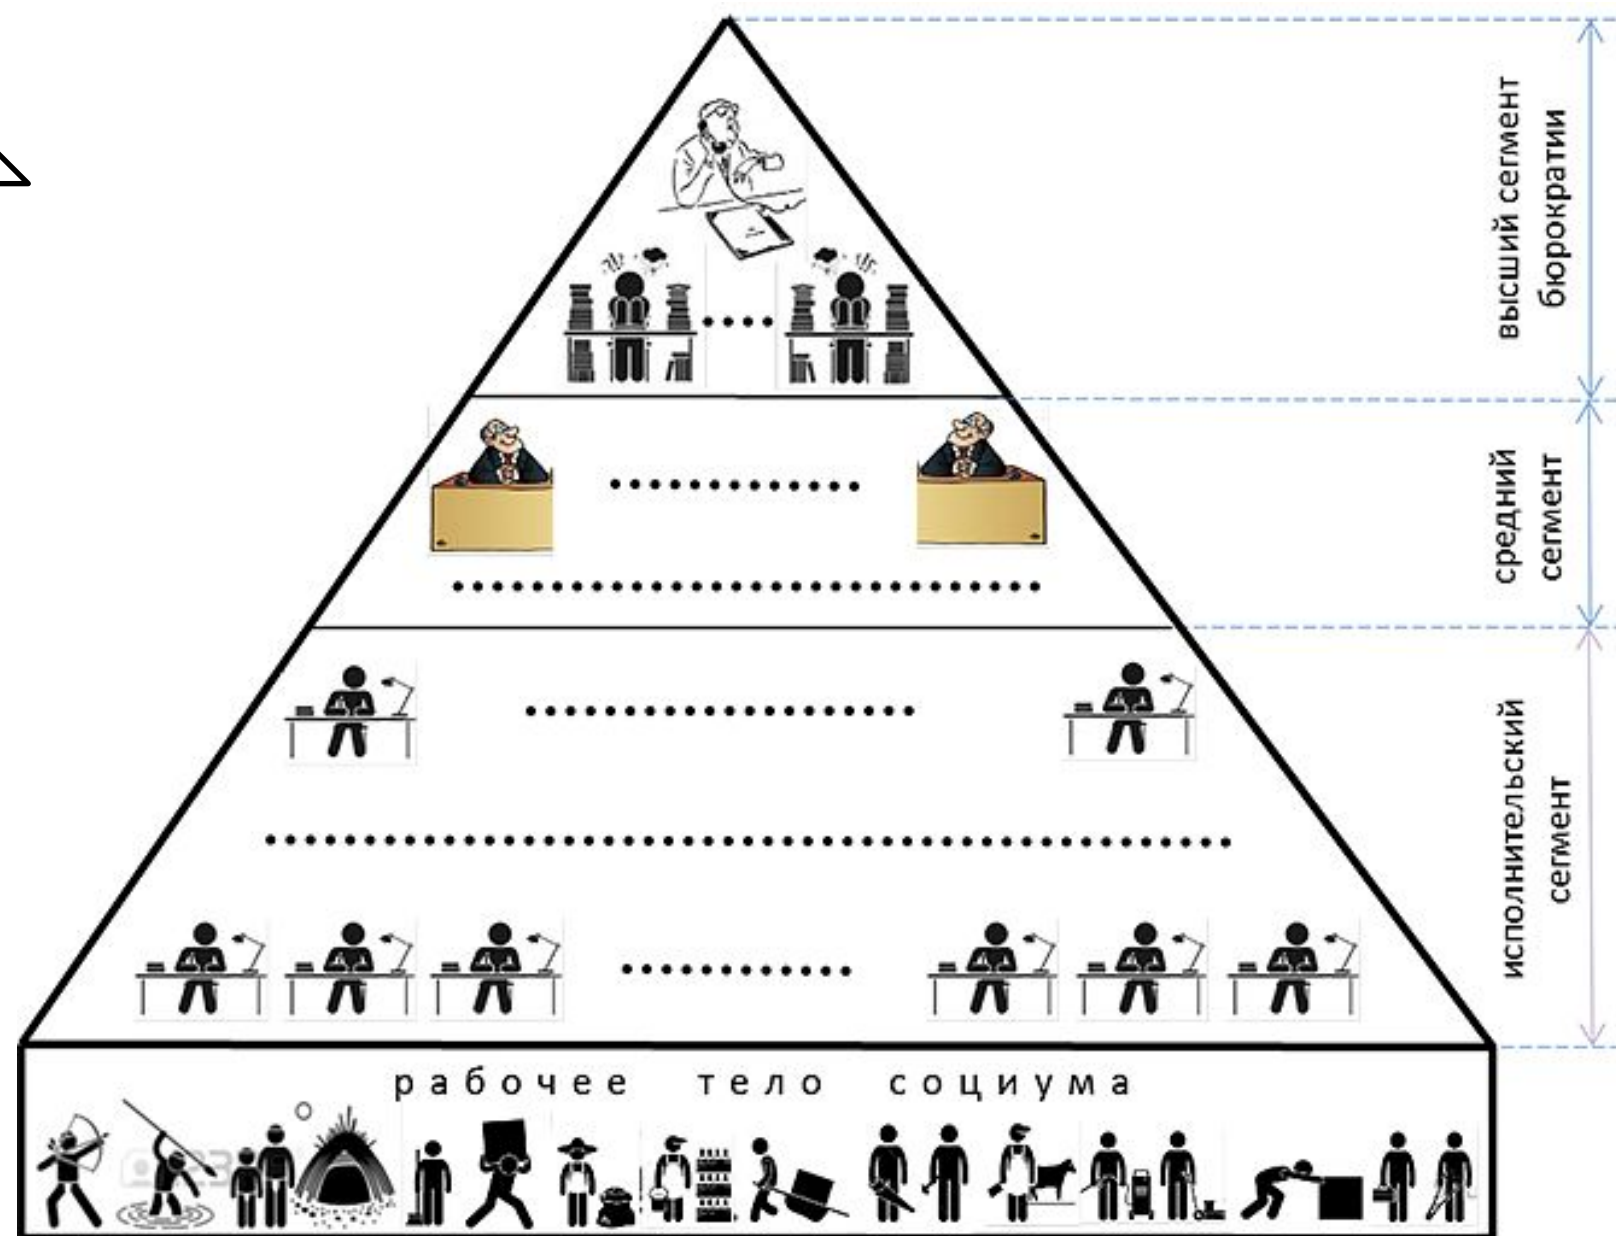 высший сегмент
бюрократии
средний
сегмент
исполнительский
сегмент
рабочее тело социума